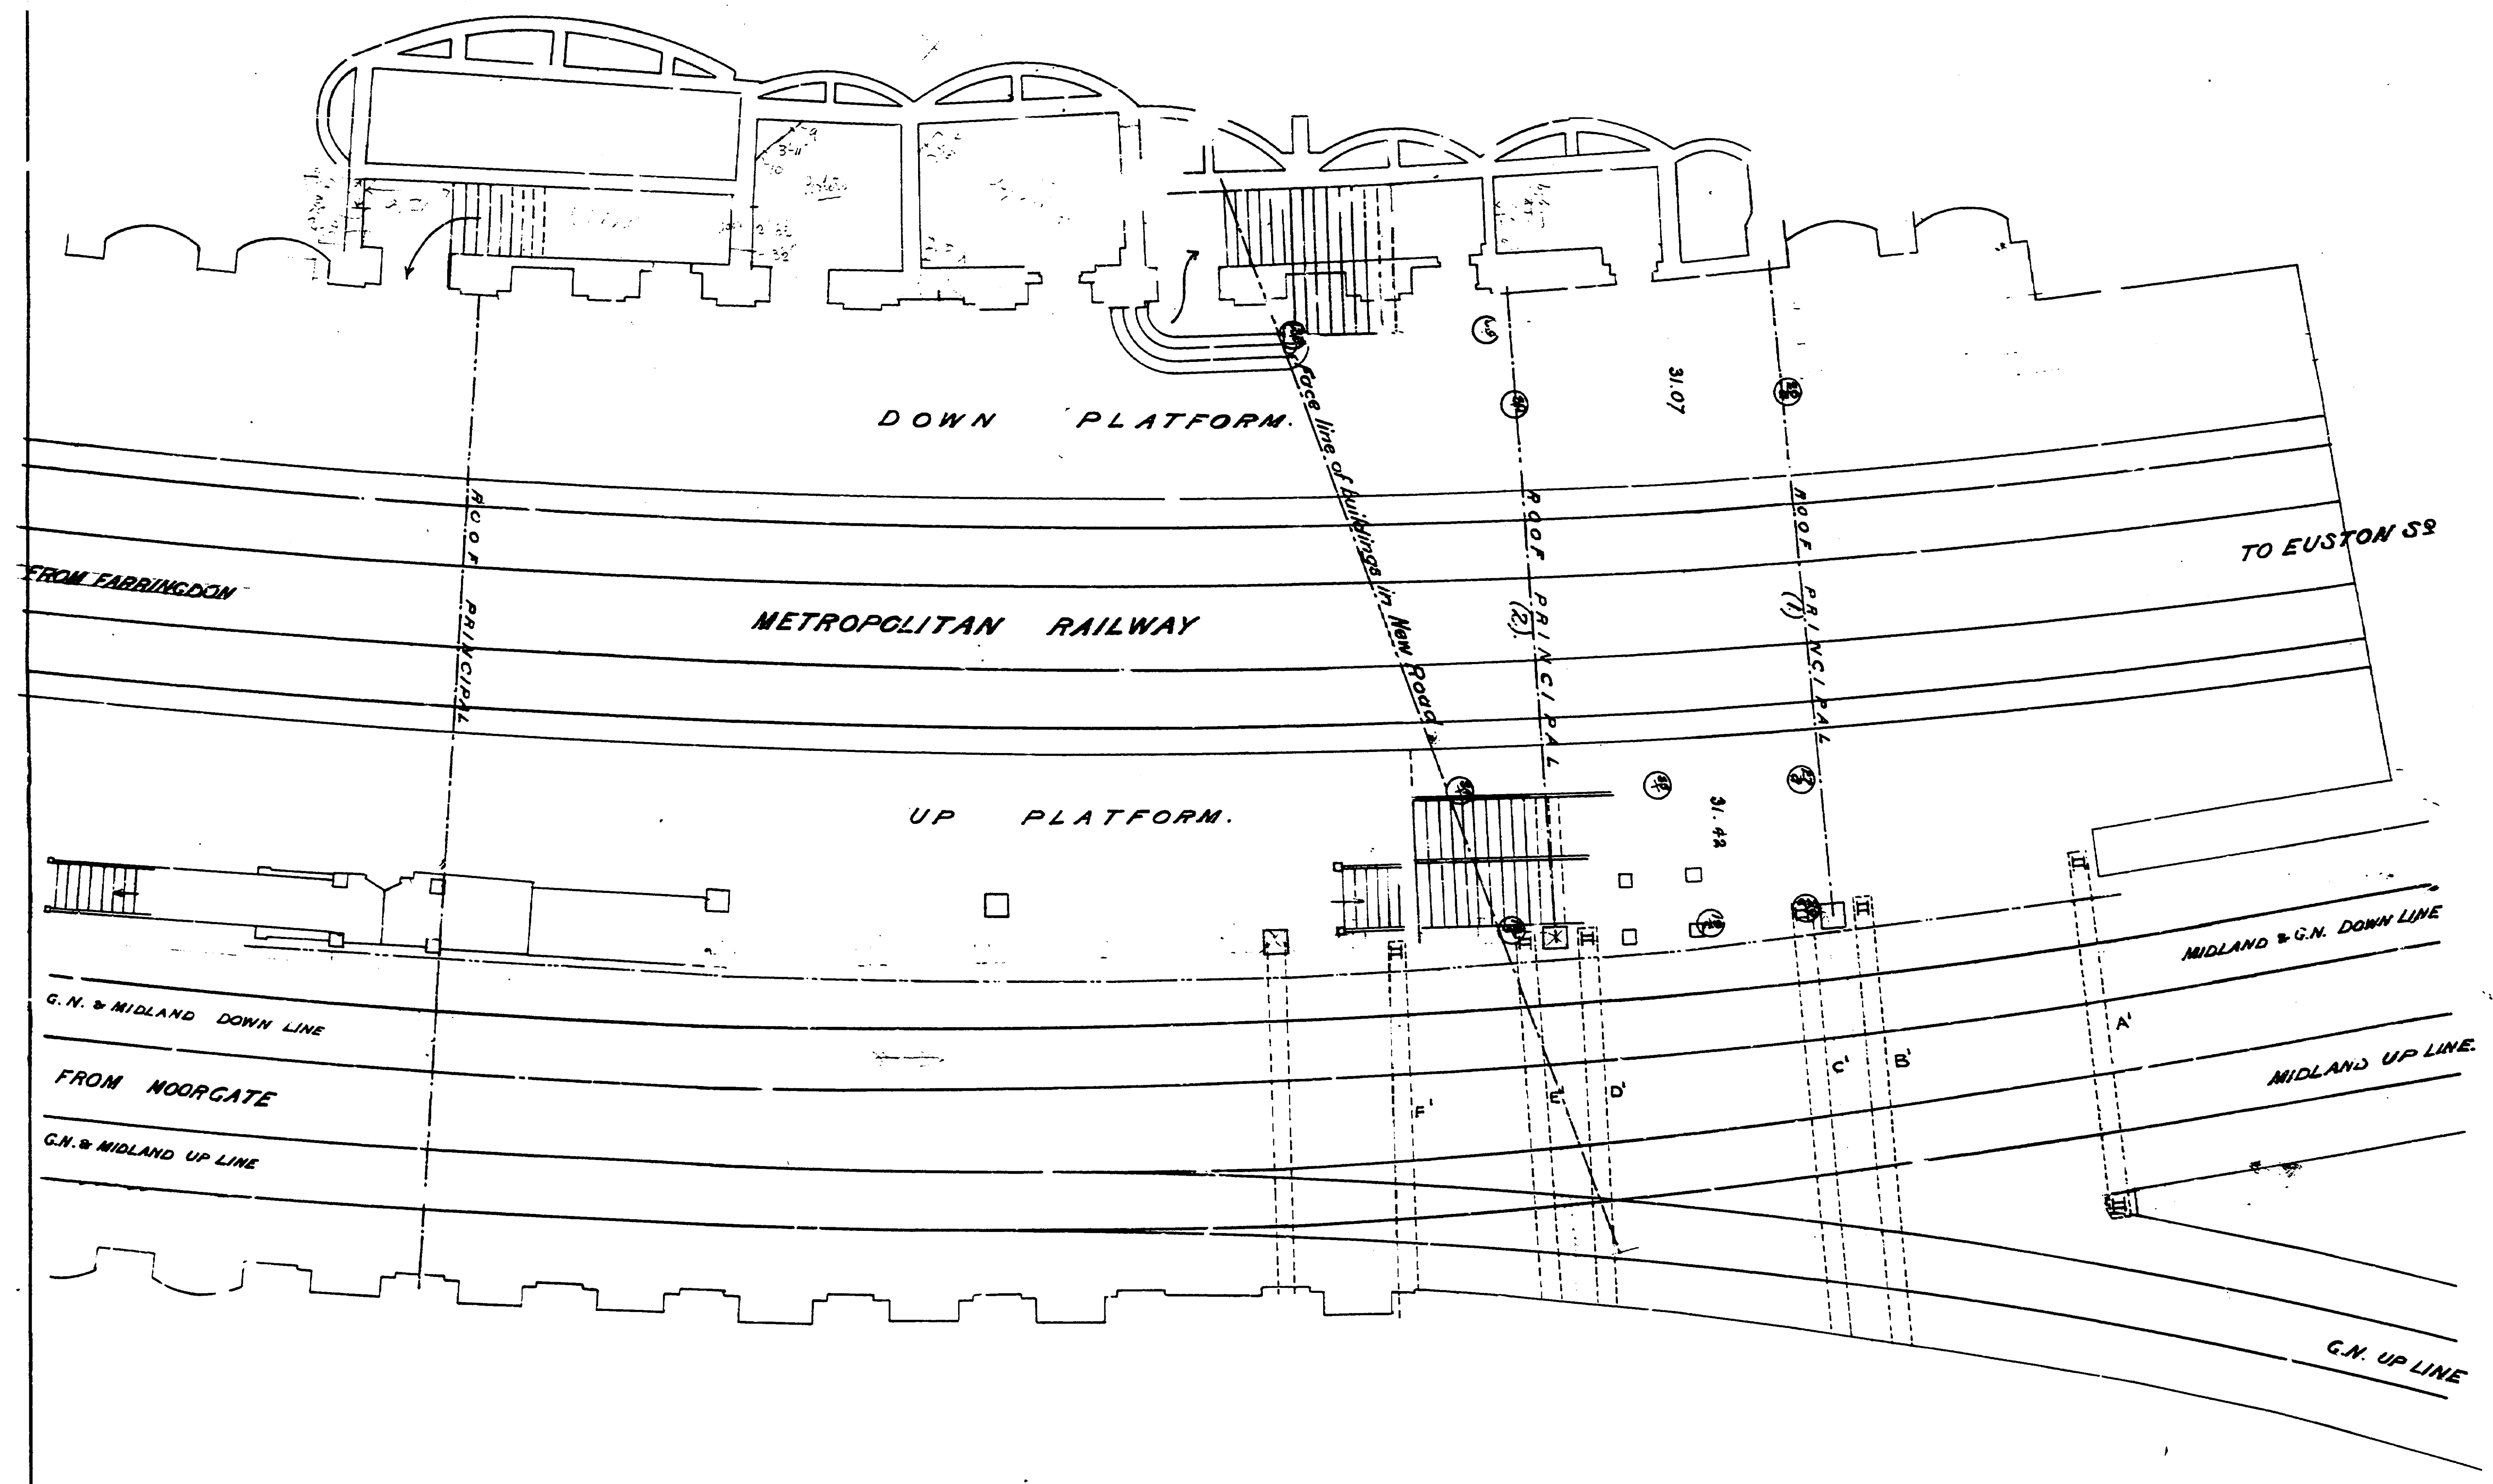 3-11
DOWN PLATFORM.
31.07
Face line of buildings in New Road
ROOF PRINCIPAL
ROOF PRINCIPAL
(2).
ROOF PRINCIPAL
(1)
TO EUSTON SQ
FROM FARRINGDON
METROPOLITAN RAILWAY
UP PLATFORM.
31.42
MIDLAND & G.N. DOWN LINE
G. N. & MIDLAND DOWN LINE
A'
B'
C'
D'
E'
F'
MIDLAND UP LINE.
FROM MOORGATE
G.N. & MIDLAND UP LINE
G.N. UP LINE